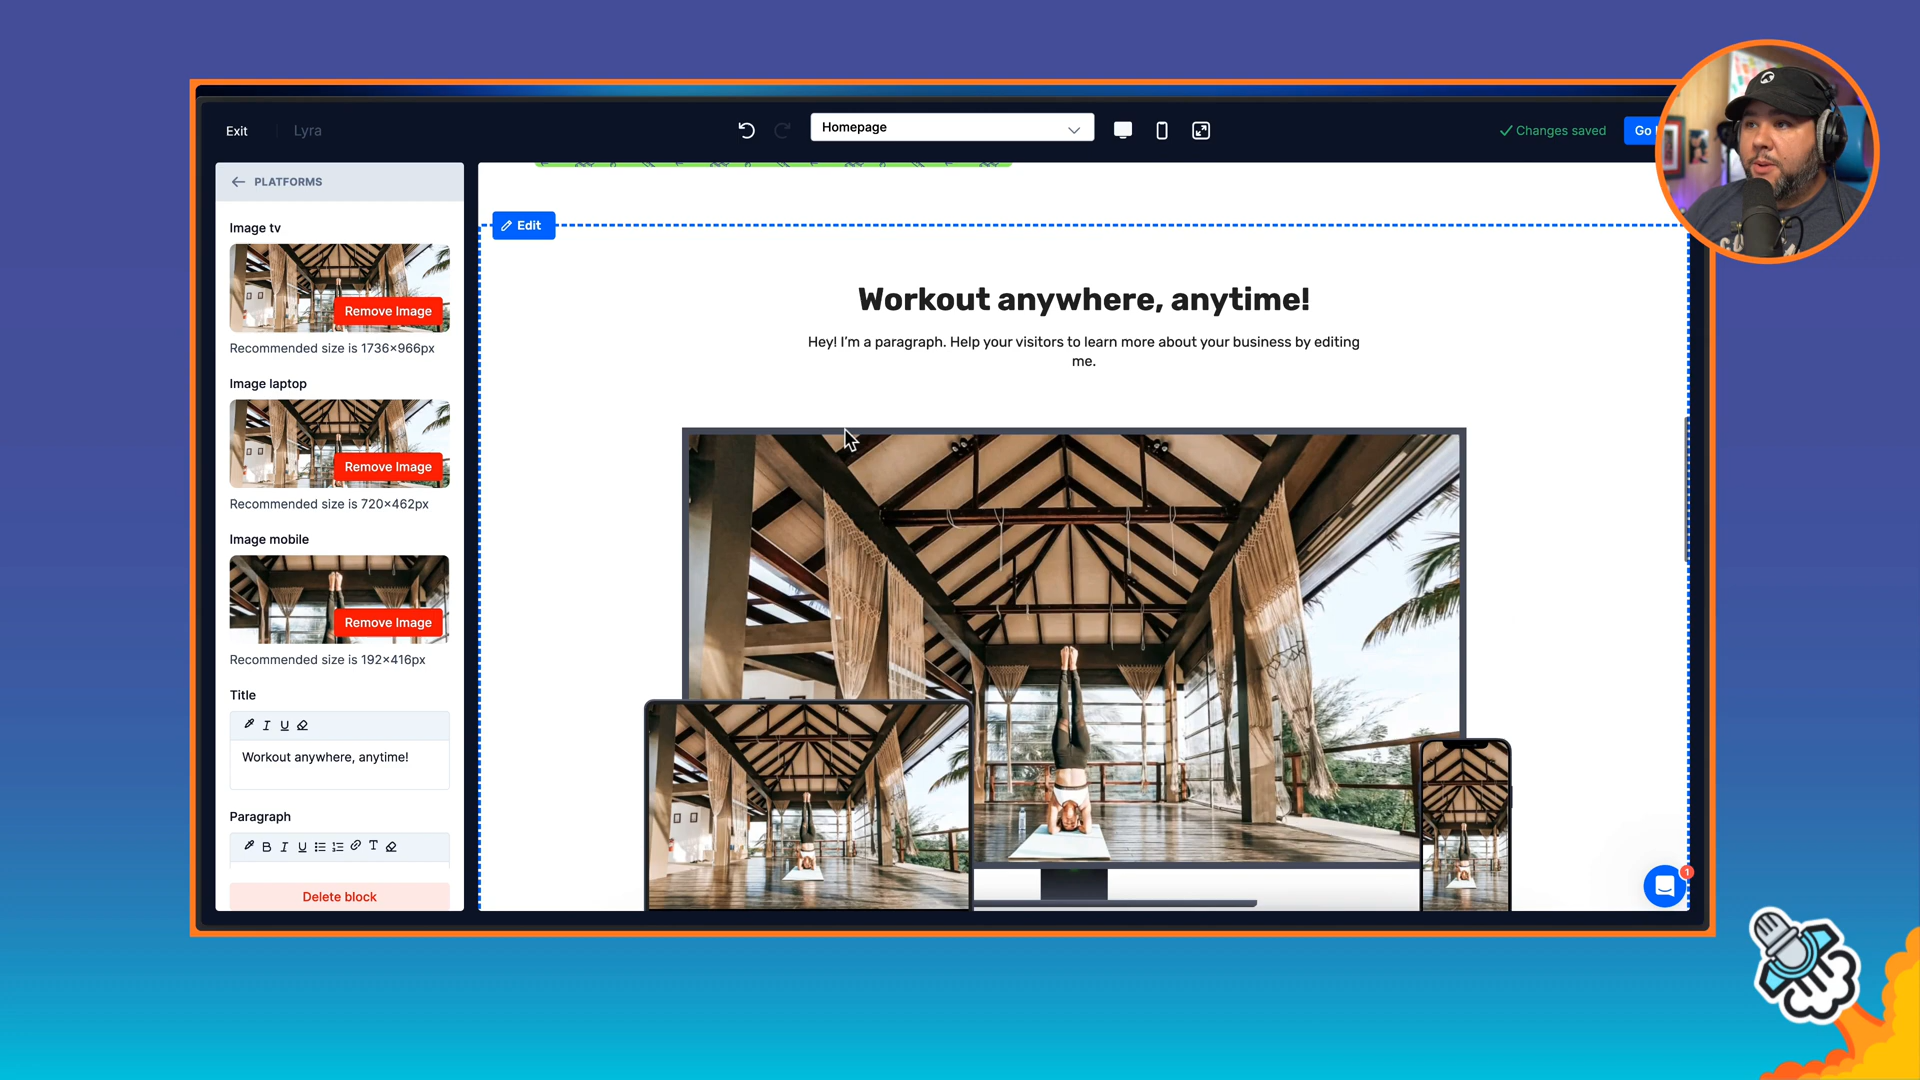 Exit
Lyra
Homepage
Changes saved
Go
PLATFORMS
Image tv
Remove Image
Recommended size is 1736×966px
Image laptop
Remove Image
Recommended size is 720×462px
Image mobile
Remove Image
Recommended size is 192×416px
Title
I U
Workout anywhere, anytime!
Paragraph
B I U T
Delete block
Edit
Workout anywhere, anytime!
Hey! I'm a paragraph. Help your visitors to learn more about your business by editing
me.
1